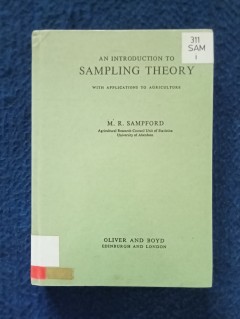 311
SAM
1
AN INTRODUCTION TO
SAMPLING THEORY
WITH APPLICATIONS TO AGRICULTURE
M. R. SAMPFORD
Agricultural Research Council Unit of Statistics
University of Aberdeen
OLIVER AND BOYD
EDINBURGH AND LONDON